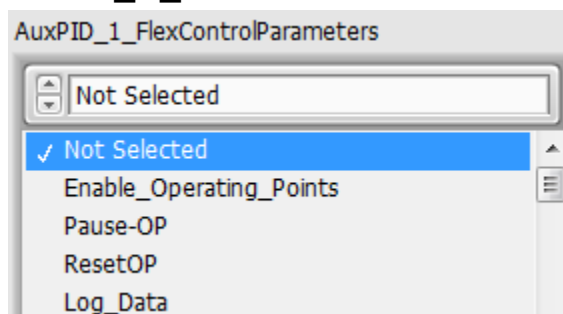 AuxPID_1_FlexControlParameters
Not Selected
Not Selected
Enable_Operating_Points
Pause-OP
ResetOP
Log_Data